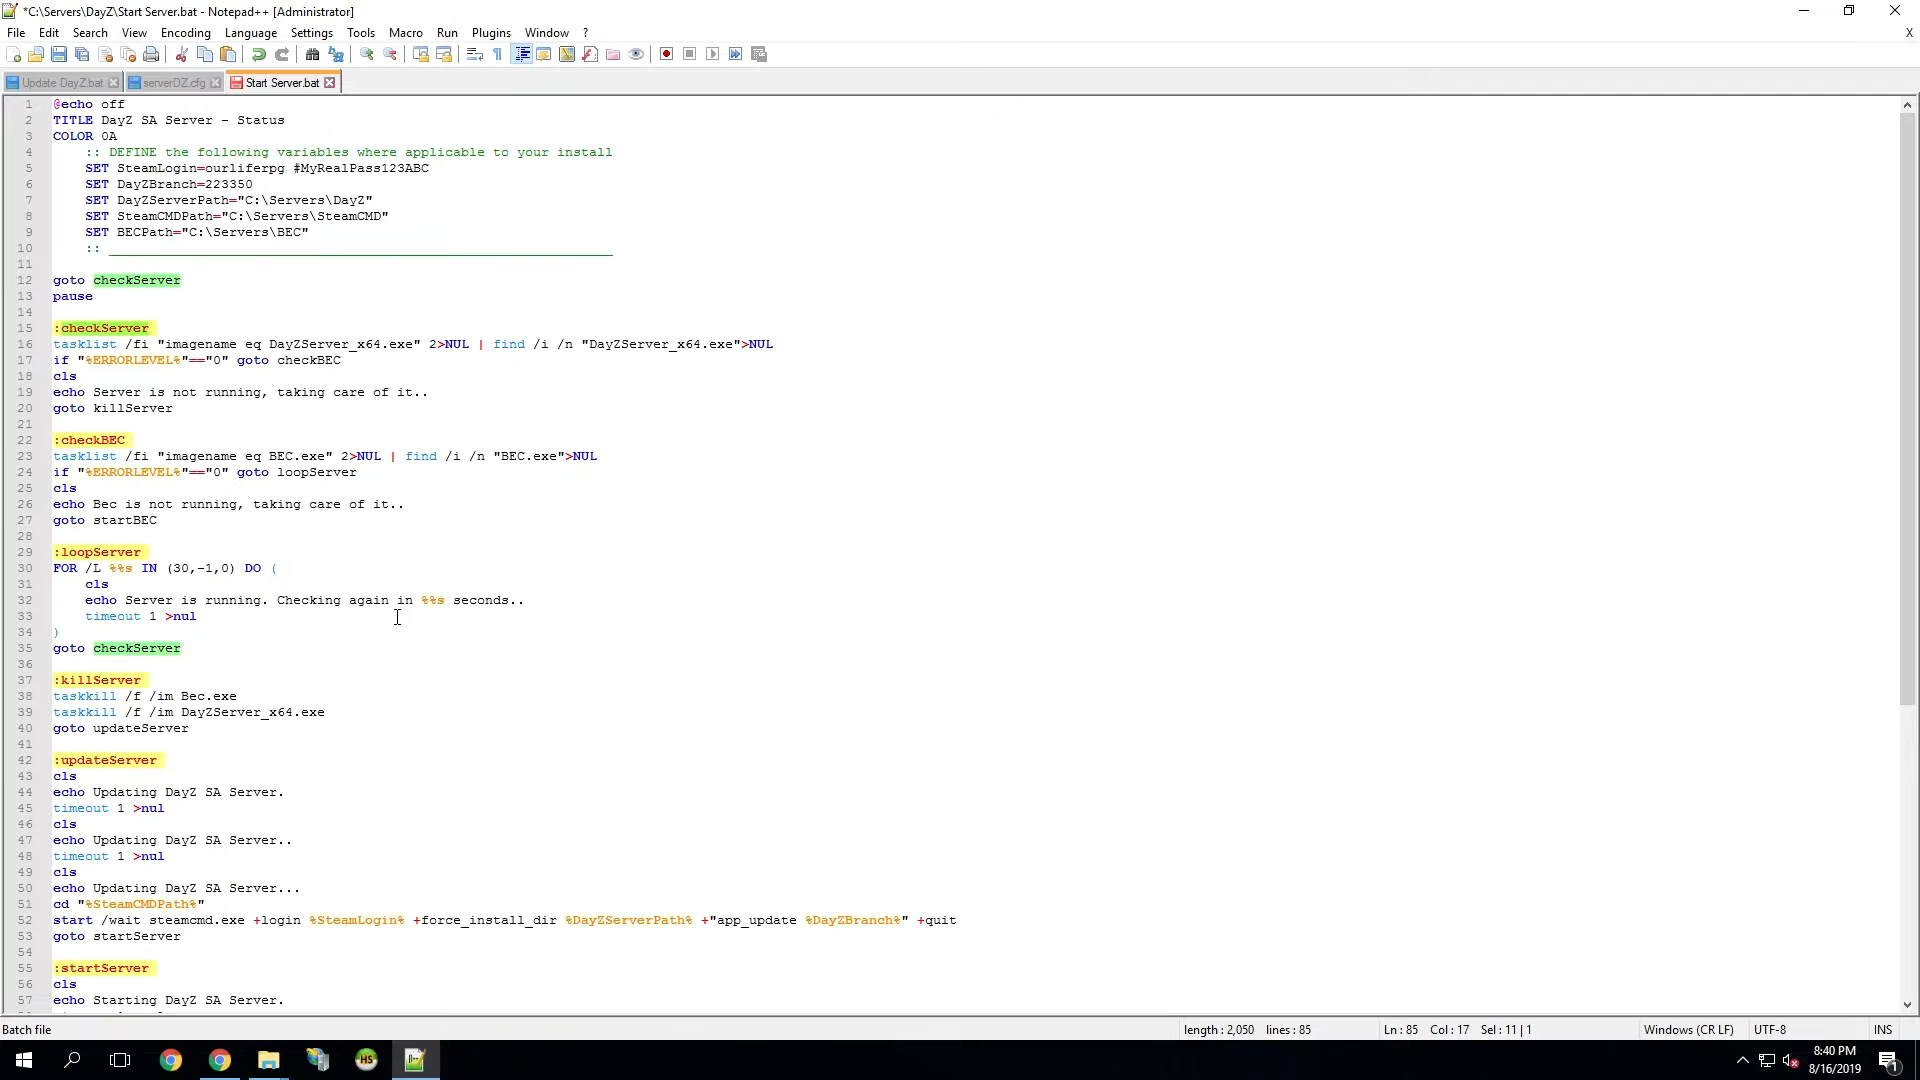 *C:\Servers\DayZ\Start Server.bat - Notepad++ [Administrator]
File Edit Search View Encoding Language Settings Tools Macro Run Plugins Window ? X
Update DayZ.bat serverDZ.cfg Start Server.bat
1 @echo off
2 TITLE DayZ SA Server - Status
3 COLOR 0A
4 :: DEFINE the following variables where applicable to your install
5 SET SteamLogin=ourliferpg #MyRealPass123ABC
6 SET DayZBranch=223350
7 SET DayZServerPath="C:\Servers\DayZ"
8 SET SteamCMDPath="C:\Servers\SteamCMD"
9 SET BECPath="C:\Servers\BEC"
10 :: _______________________________________________________________
11
12 goto checkServer
13 pause
14
15 :checkServer
16 tasklist /fi "imagename eq DayZServer_x64.exe" 2>NUL | find /i /n "DayZServer_x64.exe">NUL
17 if "%ERRORLEVEL%"=="0" goto checkBEC
18 cls
19 echo Server is not running, taking care of it..
20 goto killServer
21
22 :checkBEC
23 tasklist /fi "imagename eq BEC.exe" 2>NUL | find /i /n "BEC.exe">NUL
24 if "%ERRORLEVEL%"=="0" goto loopServer
25 cls
26 echo Bec is not running, taking care of it..
27 goto startBEC
28
29 :loopServer
30 FOR /L %%s IN (30,-1,0) DO (
31 cls
32 echo Server is running. Checking again in %%s seconds..
33 timeout 1 >nul
34 )
35 goto checkServer
36
37 :killServer
38 taskkill /f /im Bec.exe
39 taskkill /f /im DayZServer_x64.exe
40 goto updateServer
41
42 :updateServer
43 cls
44 echo Updating DayZ SA Server.
45 timeout 1 >nul
46 cls
47 echo Updating DayZ SA Server..
48 timeout 1 >nul
49 cls
50 echo Updating DayZ SA Server...
51 cd "%SteamCMDPath%"
52 start /wait steamcmd.exe +login %SteamLogin% +force_install_dir %DayZServerPath% +"app_update %DayZBranch%" +quit
53 goto startServer
54
55 :startServer
56 cls
57 echo Starting DayZ SA Server.
Batch file length : 2,050 lines : 85 Ln : 85 Col : 17 Sel : 11 | 1 Windows (CR LF) UTF-8 INS
8:40 PM
8/16/2019